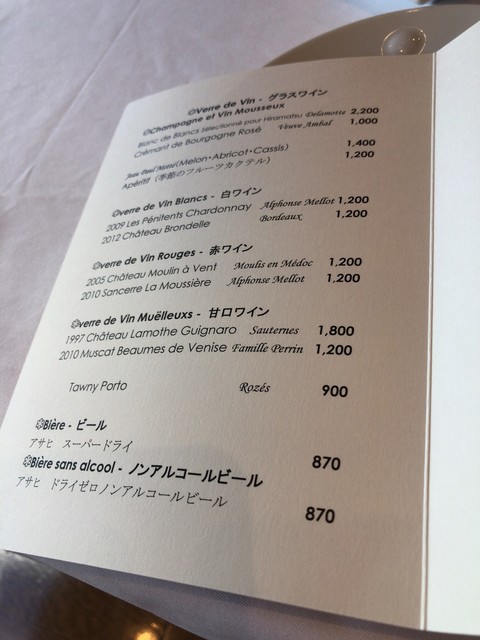 ❁Verre de Vin - グラスワイン
❁Champagne et Vin Mousseux
Blanc de Blancs sélectionné pour Hiramatsu Delamotte 2,200
Crémant de Bourgogne Rosé Veuve Ambal 1,000
(Melon・Abricot・Cassis) 1,400
Apéritif (季節のフルーツカクテル) 1,200
❁verre de Vin Blancs - 白ワイン
2009 Les Pénitents Chardonnay Alphonse Mellot 1,200
2012 Château Brondelle Bordeaux 1,200
❁verre de Vin Rouges - 赤ワイン
2005 Château Moulin à Vent Moulis en Médoc 1,200
2010 Sancerre La Moussière Alphonse Mellot 1,200
❁verre de Vin Muëlleuxs - 甘口ワイン
1997 Château Lamothe Guignaro Sauternes 1,800
2010 Muscat Beaumes de Venise Famille Perrin 1,200
Tawny Porto Rozés 900
❁Bière - ビール
アサヒ スーパードライ 870
❁Bière sans alcool - ノンアルコールビール
アサヒ ドライゼロノンアルコールビール 870